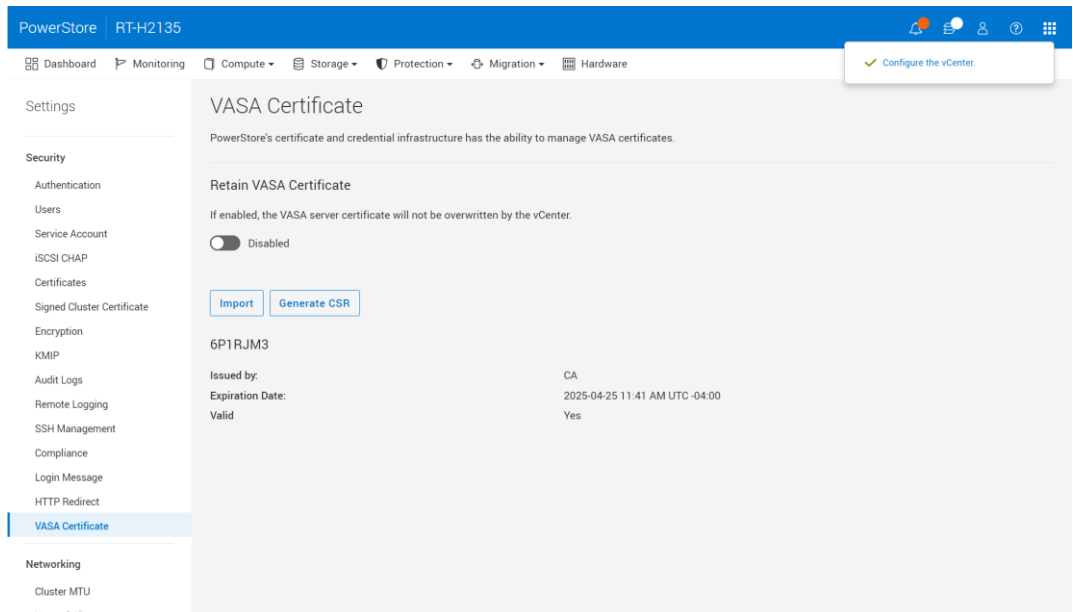 PowerStore RT-H2135
Dashboard Monitoring Compute Storage Protection Migration Hardware
Configure the vCenter.
Settings
Security
Authentication
Users
Service Account
iSCSI CHAP
Certificates
Signed Cluster Certificate
Encryption
KMIP
Audit Logs
Remote Logging
SSH Management
Compliance
Login Message
HTTP Redirect
VASA Certificate
Networking
Cluster MTU
VASA Certificate
PowerStore's certificate and credential infrastructure has the ability to manage VASA certificates.
Retain VASA Certificate
If enabled, the VASA server certificate will not be overwritten by the vCenter.
Disabled
Import Generate CSR
6P1RJM3
Issued by: CA
Expiration Date: 2025-04-25 11:41 AM UTC -04:00
Valid Yes